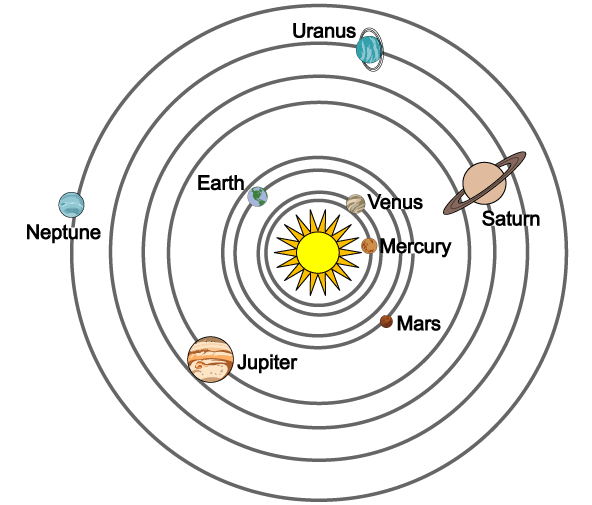 Uranus
Earth
Venus
Saturn
Neptune
Mercury
Mars
Jupiter